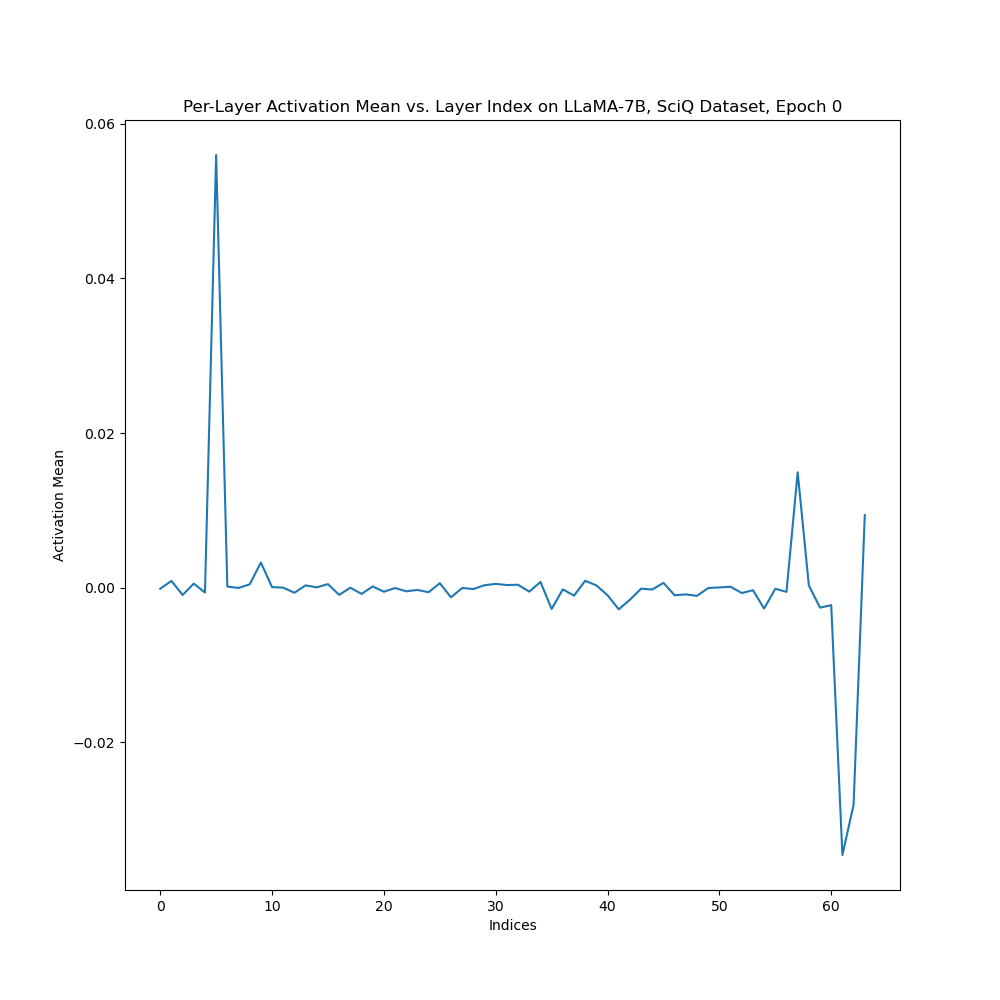 Per-Layer Activation Mean vs. Layer Index on LLaMA-7B, SciQ Dataset, Epoch 0
0.06
0.04
0.02
0.00
−0.02
Activation Mean
0 10 20 30 40 50 60
Indices